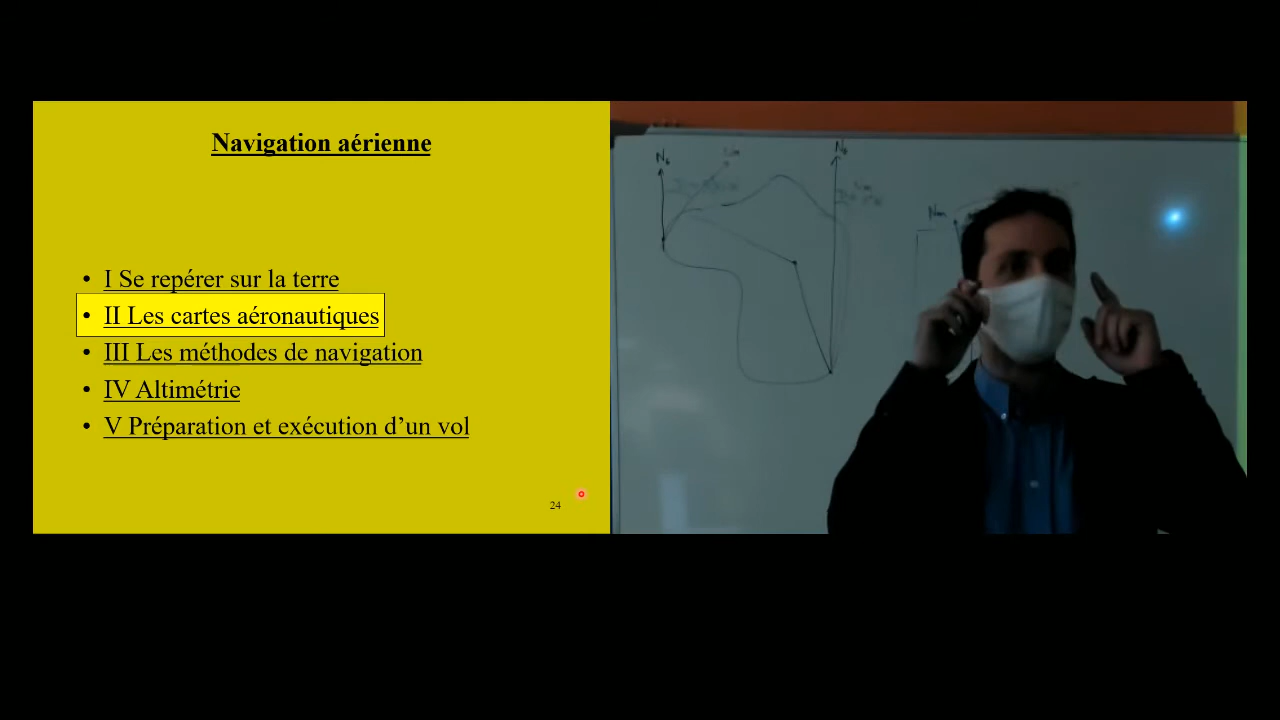 Navigation aérienne
• I Se repérer sur la terre
• II Les cartes aéronautiques
• III Les méthodes de navigation
• IV Altimétrie
• V Préparation et exécution d’un vol
24
Nm